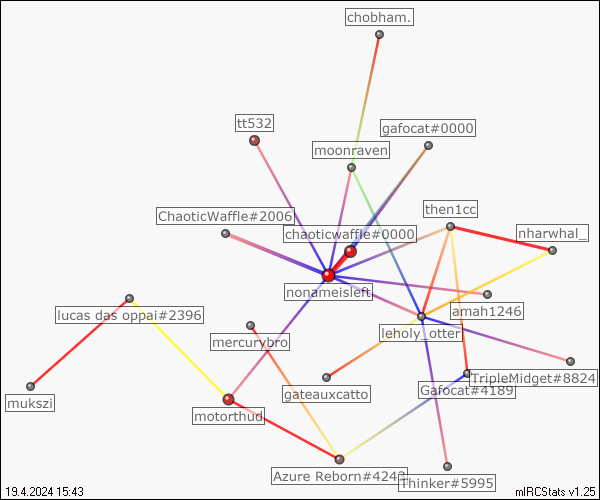 chobham.
tt532
gafocat#0000
moonraven
ChaoticWaffle#2006
then1cc
chaoticwaffle#0000
nharwhal_
nonameisleft
amah1246
lucas das oppai#2396
leholy_otter
mercurybro
TripleMidget#8824
Gafocat#4189
gateauxcatto
mukszi
motorthud
Azure Reborn#4242
Thinker#5995
19.4.2024 15:43
mIRCStats v1.25